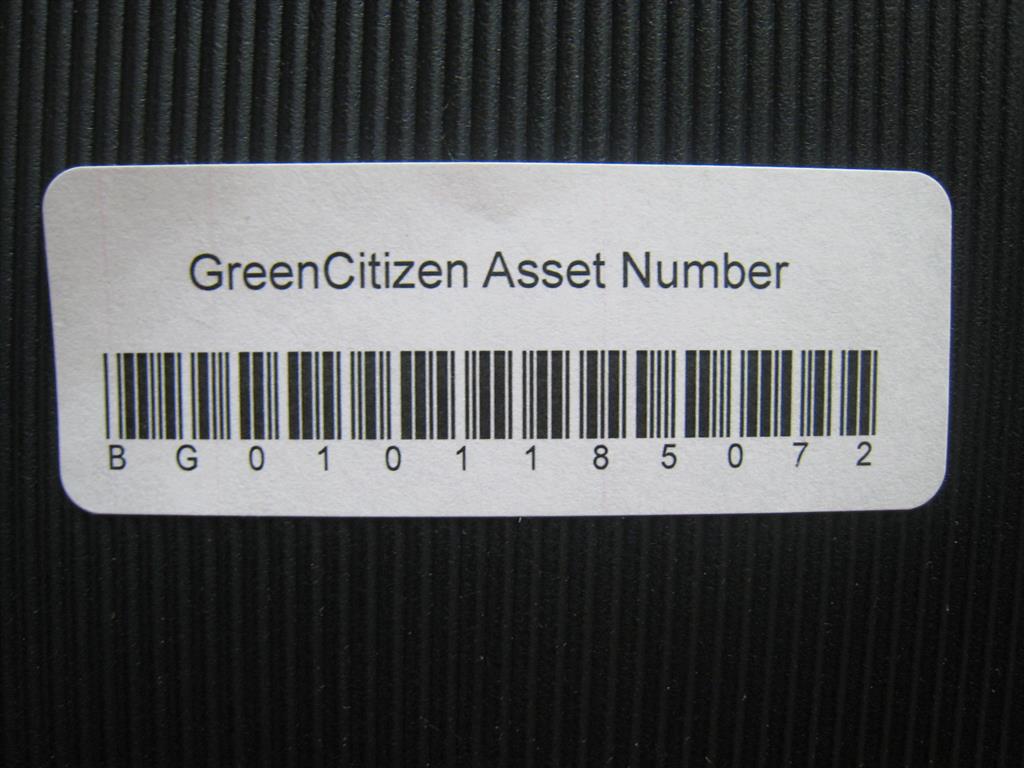 GreenCitizen Asset Number
B G 0 1 0 1 1 8 5 0 7 2